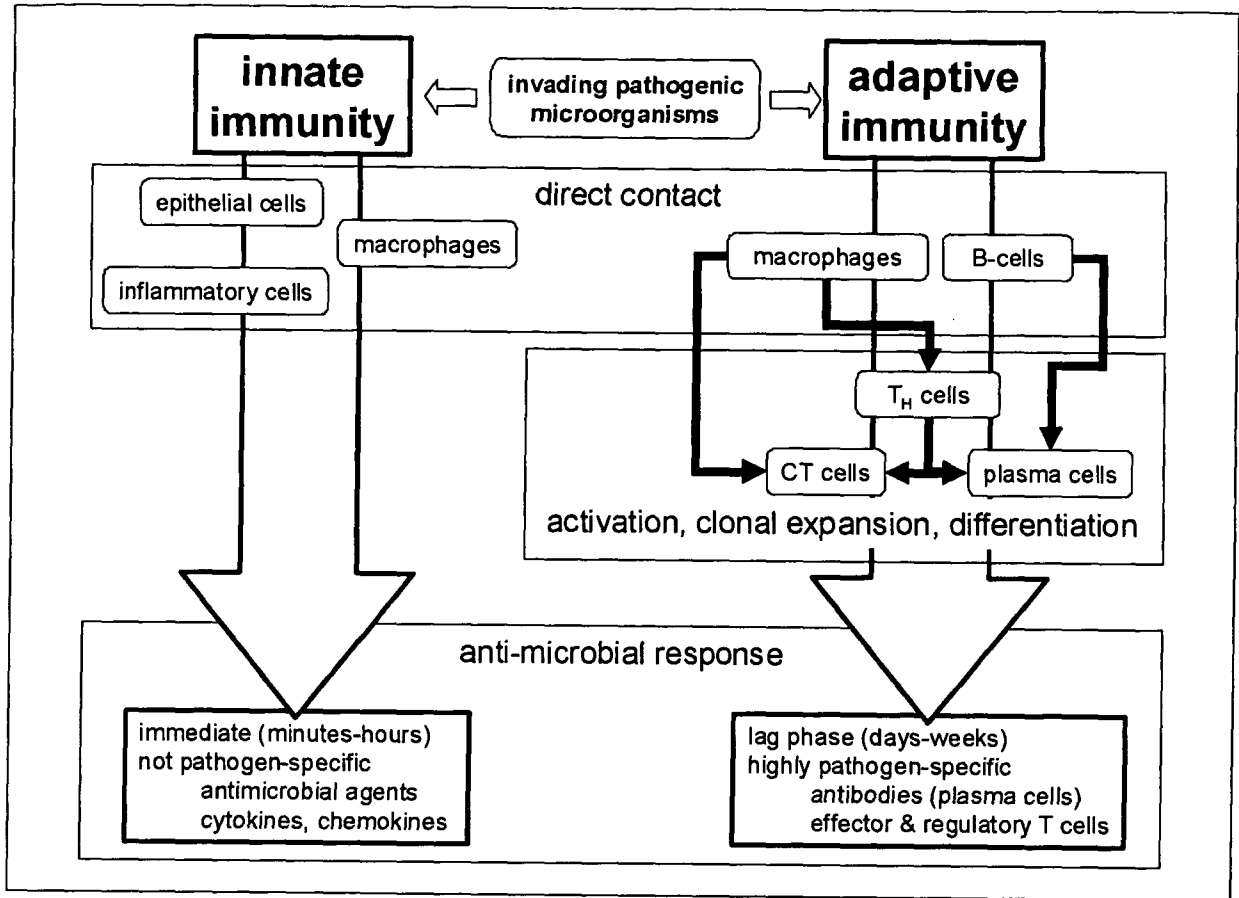 innate
immunity
invading pathogenic
microorganisms
adaptive
immunity
direct contact
epithelial cells
macrophages
inflammatory cells
macrophages
B-cells
TH cells
CT cells
plasma cells
activation, clonal expansion, differentiation
anti-microbial response
immediate (minutes-hours)
not pathogen-specific
antimicrobial agents
cytokines, chemokines
lag phase (days-weeks)
highly pathogen-specific
antibodies (plasma cells)
effector & regulatory T cells